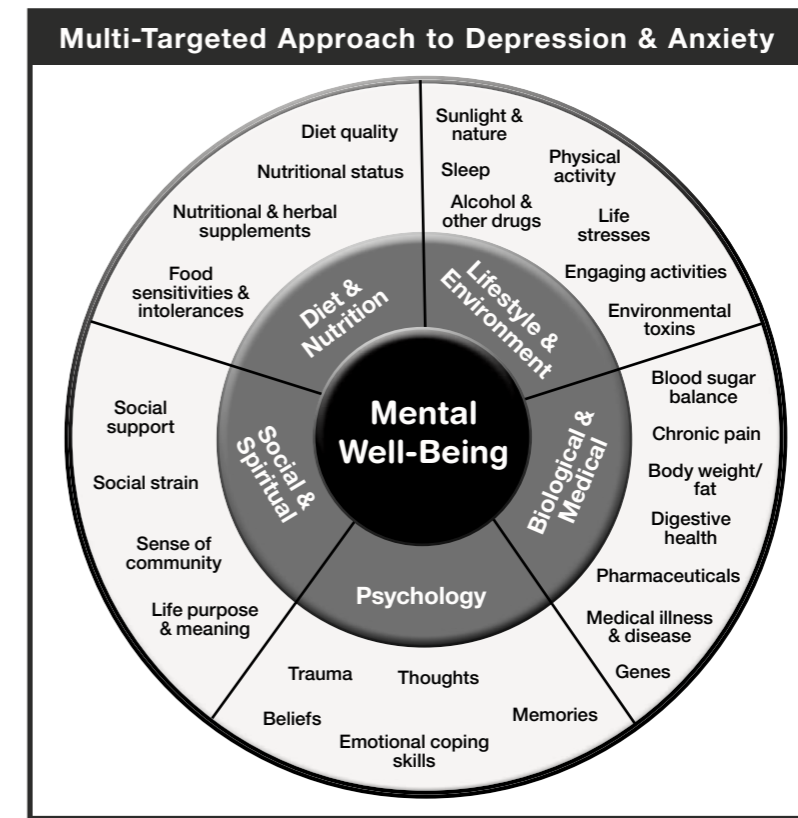 Multi-Targeted Approach to Depression & Anxiety
Diet quality
Nutritional status
Nutritional & herbal
supplements
Food
sensitivities &
intolerances
Diet &
Nutrition
Sunlight &
nature
Sleep
Physical
activity
Alcohol &
other drugs
Life
stresses
Engaging activities
Environmental
toxins
Lifestyle &
Environment
Mental
Well-Being
Blood sugar
balance
Chronic pain
Body weight/
fat
Digestive
health
Pharmaceuticals
Medical illness
& disease
Genes
Biological &
Medical
Psychology
Trauma
Thoughts
Beliefs
Memories
Emotional coping
skills
Social &
Spiritual
Social
support
Social strain
Sense of
community
Life purpose
& meaning